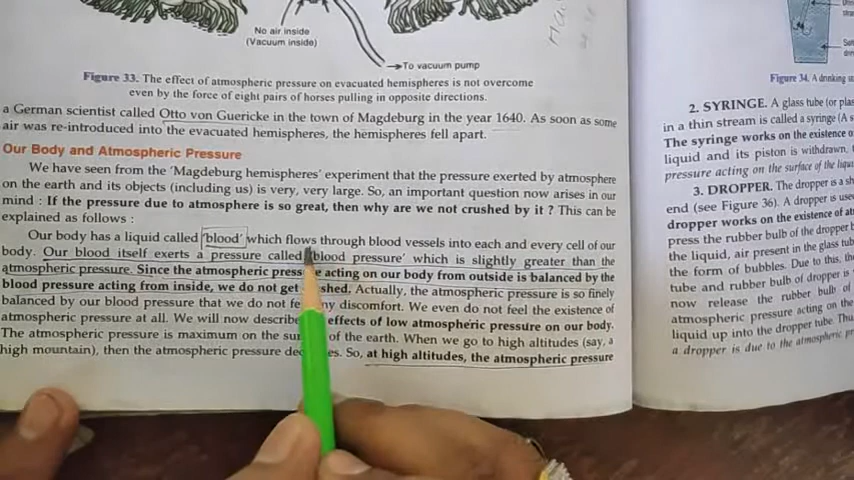 No air inside
(Vacuum inside)
To vacuum pump
Figure 33. The effect of atmospheric pressure on evacuated hemispheres is not overcome
even by the force of eight pairs of horses pulling in opposite directions.
a German scientist called Otto von Guericke in the town of Magdeburg in the year 1640. As soon as some
air was re-introduced into the evacuated hemispheres, the hemispheres fell apart.
Our Body and Atmospheric Pressure
We have seen from the 'Magdeburg hemispheres' experiment that the pressure exerted by atmosphere
on the earth and its objects (including us) is very, very large. So, an important question now arises in our
mind : If the pressure due to atmosphere is so great, then why are we not crushed by it ? This can be
explained as follows :
Our body has a liquid called 'blood' which flows through blood vessels into each and every cell of our
body. Our blood itself exerts a pressure called blood pressure' which is slightly greater than the
atmospheric pressure. Since the atmospheric pressure acting on our body from outside is balanced by the
blood pressure acting from inside, we do not get shed. Actually, the atmospheric pressure is so finely
balanced by our blood pressure that we do not fe any discomfort. We even do not feel the existence of
atmospheric pressure at all. We will now describe effects of low atmospheric pressure on our body.
The atmospheric pressure is maximum on the su of the earth. When we go to high altitudes (say, a
high mountain), then the atmospheric pressure dec s. So, at high altitudes, the atmospheric pressure
Figure 34. A drinking
2. SYRINGE. A glass tube (or plas
in a thin stream is called a syringe (A s
The syringe works on the existence o
liquid and its piston is withdrawn,
pressure acting on the surface of the liqui
3. DROPPER. The dropper is a sh
end (see Figure 36). A dropper is used
dropper works on the existence of at
press the rubber bulb of the dropper b
the liquid, air present in the glass tub
the form of bubbles. Due to this, the
tube and rubber bulb of dropper is
now release the rubber bulb of
atmospheric pressure acting on the
liquid up into the dropper tube. Thu
a dropper is due to the atmospheric pr